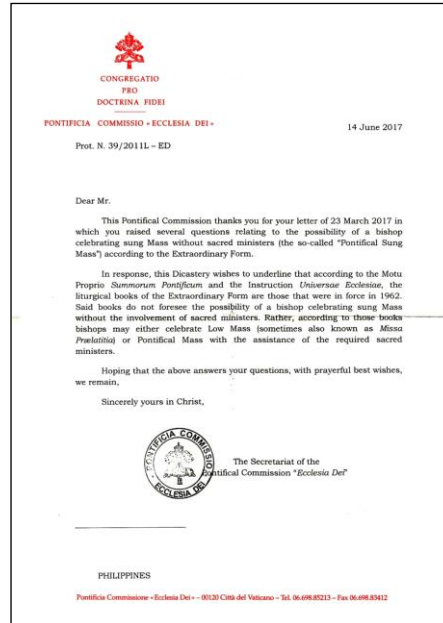 CONGREGATIO
PRO
DOCTRINA FIDEI
PONTIFICIA COMMISSIO «ECCLESIA DEI»
14 June 2017
Prot. N. 39/2011L – ED
Dear Mr.
This Pontifical Commission thanks you for your letter of 23 March 2017 in
which you raised several questions relating to the possibility of a bishop
celebrating sung Mass without sacred ministers (the so-called “Pontifical Sung
Mass”) according to the Extraordinary Form.
In response, this Dicastery wishes to underline that according to the Motu
Proprio Summorum Pontificum and the Instruction Universae Ecclesiae, the
liturgical books of the Extraordinary Form are those that were in force in 1962.
Said books do not foresee the possibility of a bishop celebrating sung Mass
without the involvement of sacred ministers. Rather, according to those books
bishops may either celebrate Low Mass (sometimes also known as Missa
Prælatitia) or Pontifical Mass with the assistance of the required sacred
ministers.
Hoping that the above answers your questions, with prayerful best wishes,
we remain,
Sincerely yours in Christ,
PONTIFICIA COMMISSIO
ECCLESIA DEI
The Secretariat of the
Pontifical Commission “Ecclesia Dei”
PHILIPPINES
Pontificia Commissione «Ecclesia Dei» – 00120 Città del Vaticano – Tel. 06.698.85213 – Fax 06.698.83412